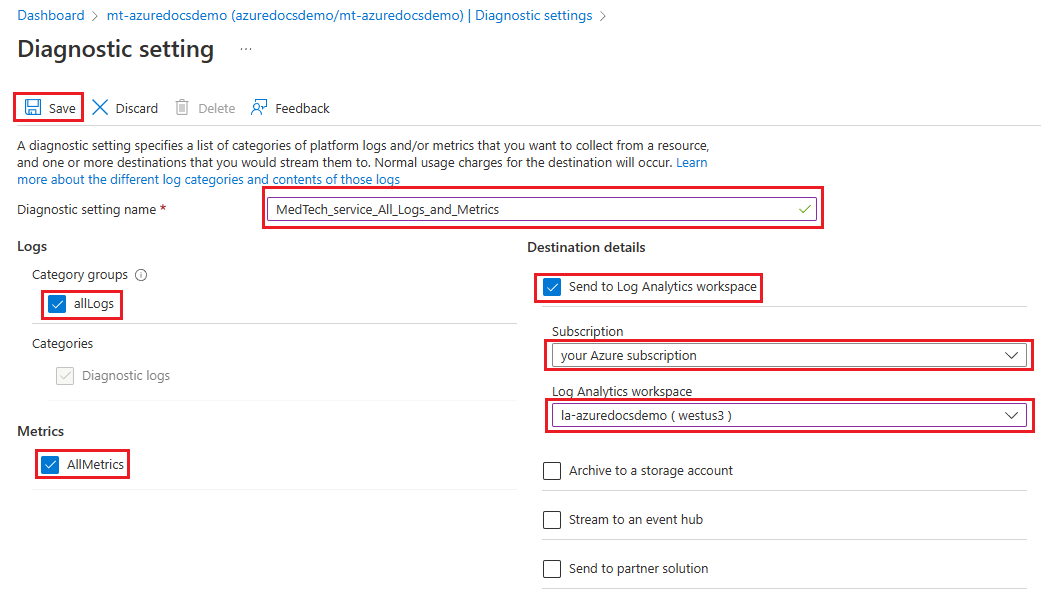 Dashboard > mt-azuredocsdemo (azuredocsdemo/mt-azuredocsdemo) | Diagnostic settings >
Diagnostic setting ...
Save Discard Delete Feedback
A diagnostic setting specifies a list of categories of platform logs and/or metrics that you want to collect from a resource,
and one or more destinations that you would stream them to. Normal usage charges for the destination will occur. Learn
more about the different log categories and contents of those logs
Diagnostic setting name *
MedTech_service_All_Logs_and_Metrics
Logs
Category groups
allLogs
Categories
Diagnostic logs
Metrics
AllMetrics
Destination details
Send to Log Analytics workspace
Subscription
your Azure subscription
Log Analytics workspace
la-azuredocsdemo ( westus3 )
Archive to a storage account
Stream to an event hub
Send to partner solution